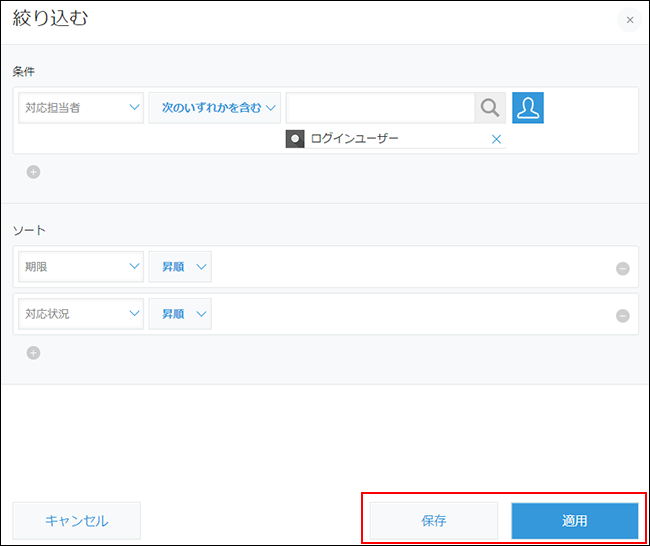 絞り込む
条件
対応担当者 次のいずれかを含む
ログインユーザー
ソート
期限 昇順
対応状況 昇順
キャンセル 保存 適用